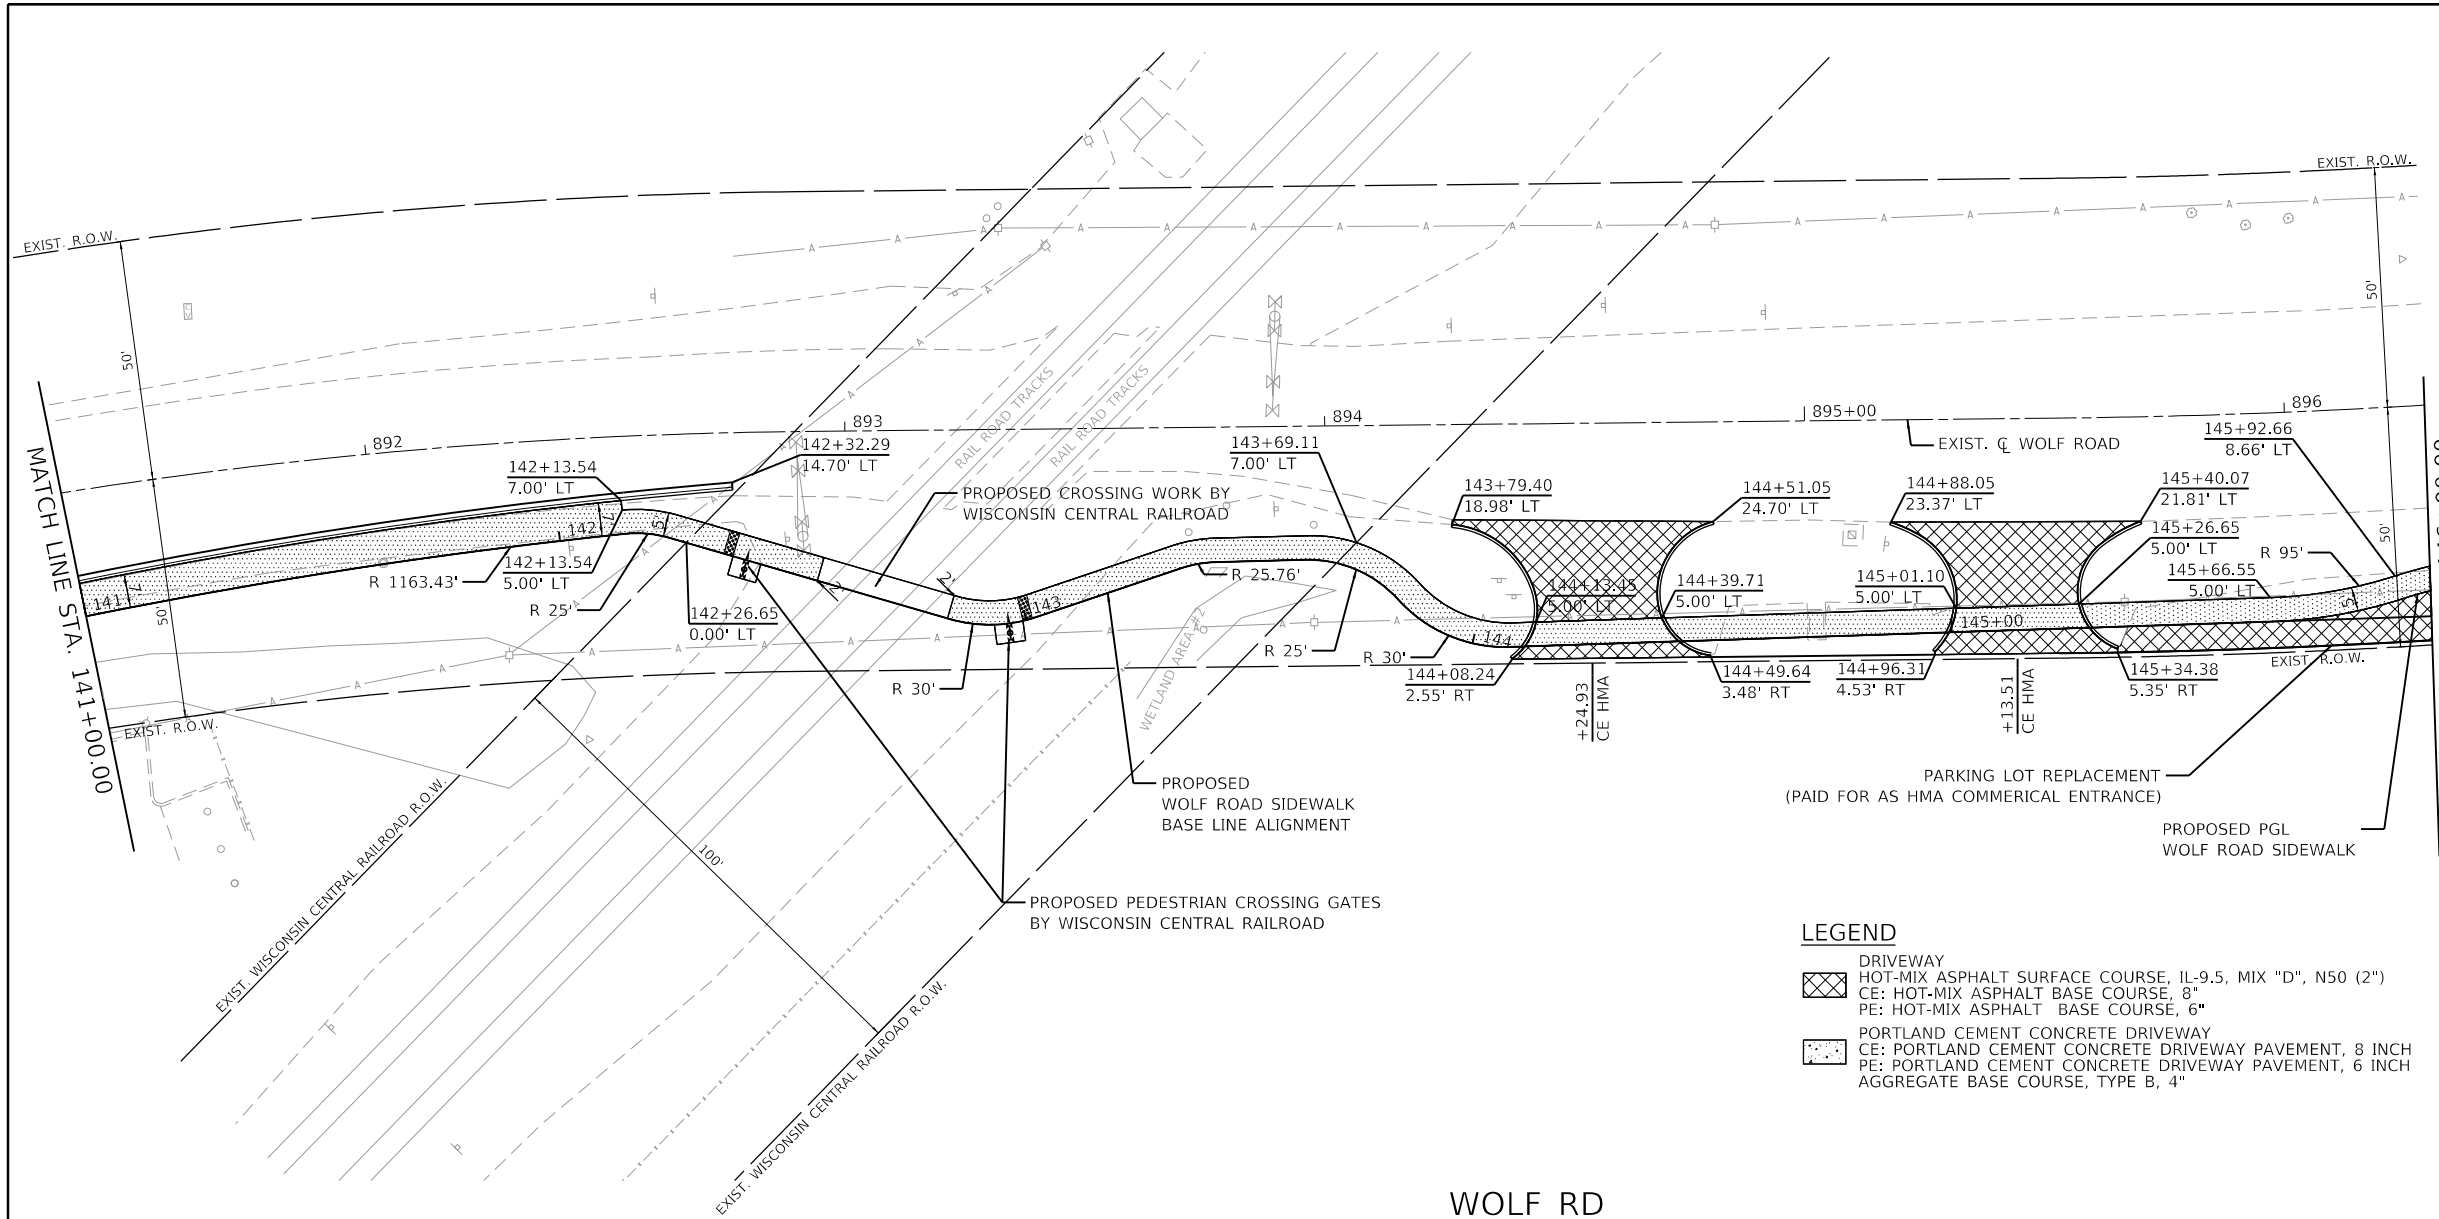 EXIST. R.O.W.
EXIST. R.O.W.
50'
50'
892
893
894
895+00
896
EXIST. ℄ WOLF ROAD
RAIL ROAD TRACKS
RAIL ROAD TRACKS
MATCH LINE STA. 141+00.00
142+13.54
7.00' LT
142+32.29
14.70' LT
143+69.11
7.00' LT
143+79.40
18.98' LT
144+51.05
24.70' LT
144+88.05
23.37' LT
145+40.07
21.81' LT
145+92.66
8.66' LT
145+26.65
5.00' LT
R 95'
145+66.55
5.00' LT
PROPOSED CROSSING WORK BY
WISCONSIN CENTRAL RAILROAD
141
7'
142
7'
5'
2'
2'
143
144
145+00
5'
R 1163.43'
142+13.54
5.00' LT
R 25'
142+26.65
0.00' LT
R 25.76'
144+13.45
5.00' LT
144+39.71
5.00' LT
145+01.10
5.00' LT
50'
50'
R 30'
R 25'
R 30'
WETLAND AREA #2
144+08.24
2.55' RT
144+49.64
3.48' RT
144+96.31
4.53' RT
145+34.38
5.35' RT
EXIST. R.O.W.
EXIST. R.O.W.
+24.93
CE HMA
+13.51
CE HMA
PROPOSED
WOLF ROAD SIDEWALK
BASE LINE ALIGNMENT
PARKING LOT REPLACEMENT
(PAID FOR AS HMA COMMERICAL ENTRANCE)
PROPOSED PGL
WOLF ROAD SIDEWALK
100'
EXIST. WISCONSIN CENTRAL RAILROAD R.O.W.
EXIST. WISCONSIN CENTRAL RAILROAD R.O.W.
PROPOSED PEDESTRIAN CROSSING GATES
BY WISCONSIN CENTRAL RAILROAD
LEGEND
DRIVEWAY
HOT-MIX ASPHALT SURFACE COURSE, IL-9.5, MIX "D", N50 (2")
CE: HOT-MIX ASPHALT BASE COURSE, 8"
PE: HOT-MIX ASPHALT BASE COURSE, 6"
PORTLAND CEMENT CONCRETE DRIVEWAY
CE: PORTLAND CEMENT CONCRETE DRIVEWAY PAVEMENT, 8 INCH
PE: PORTLAND CEMENT CONCRETE DRIVEWAY PAVEMENT, 6 INCH
AGGREGATE BASE COURSE, TYPE B, 4"
WOLF RD